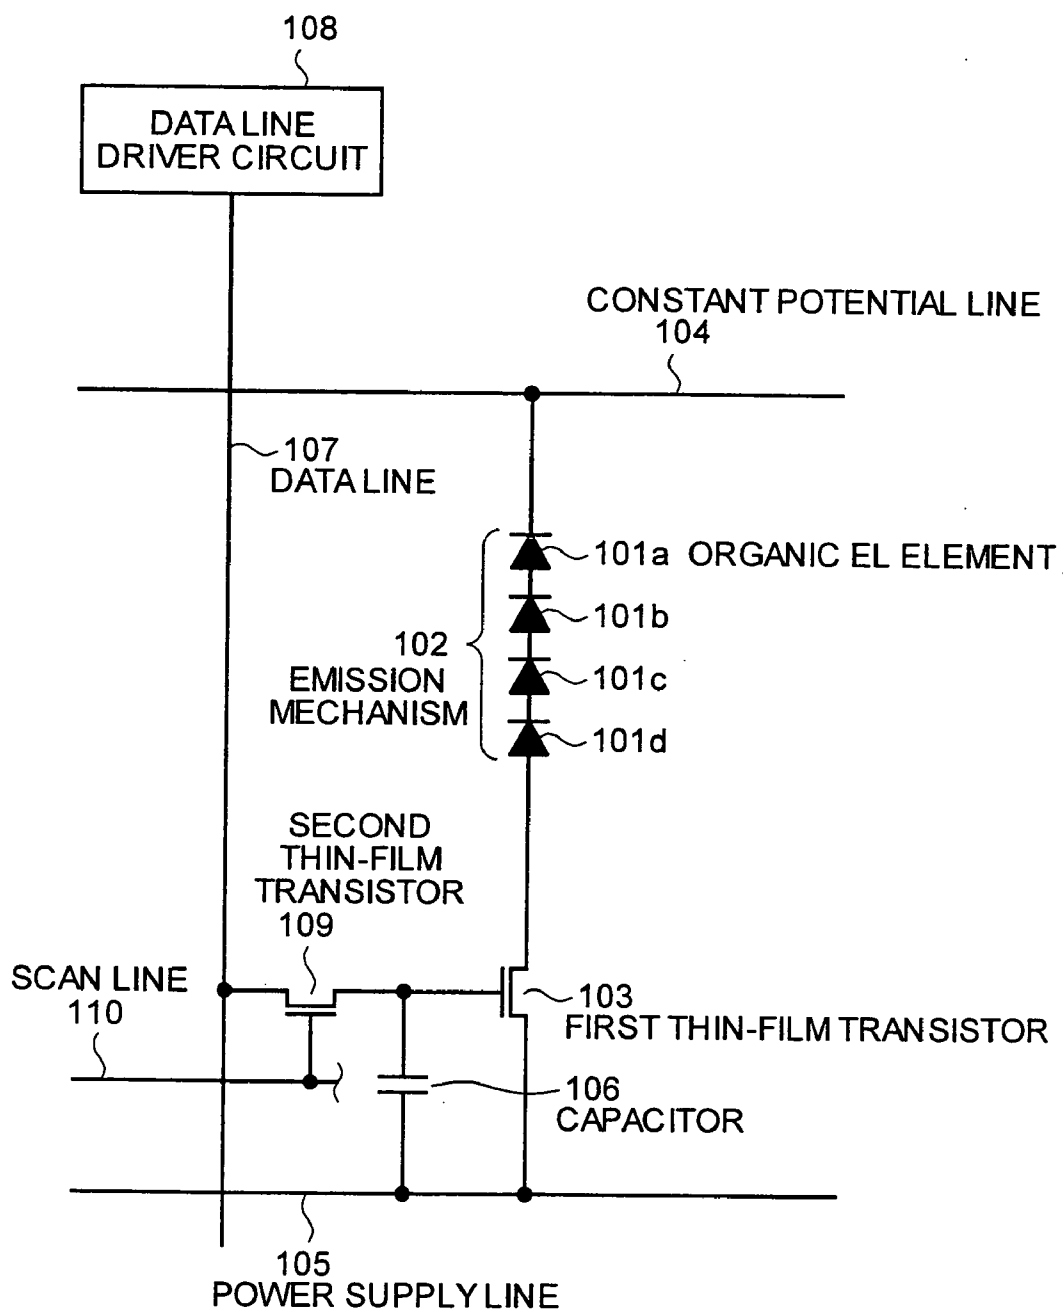 108
DATA LINE
DRIVER CIRCUIT
CONSTANT POTENTIAL LINE
104
107
DATA LINE
101a ORGANIC EL ELEMENT
101b
102
EMISSION
MECHANISM
101c
101d
SECOND
THIN-FILM
TRANSISTOR
109
SCAN LINE
110
103
FIRST THIN-FILM TRANSISTOR
106
CAPACITOR
105
POWER SUPPLY LINE